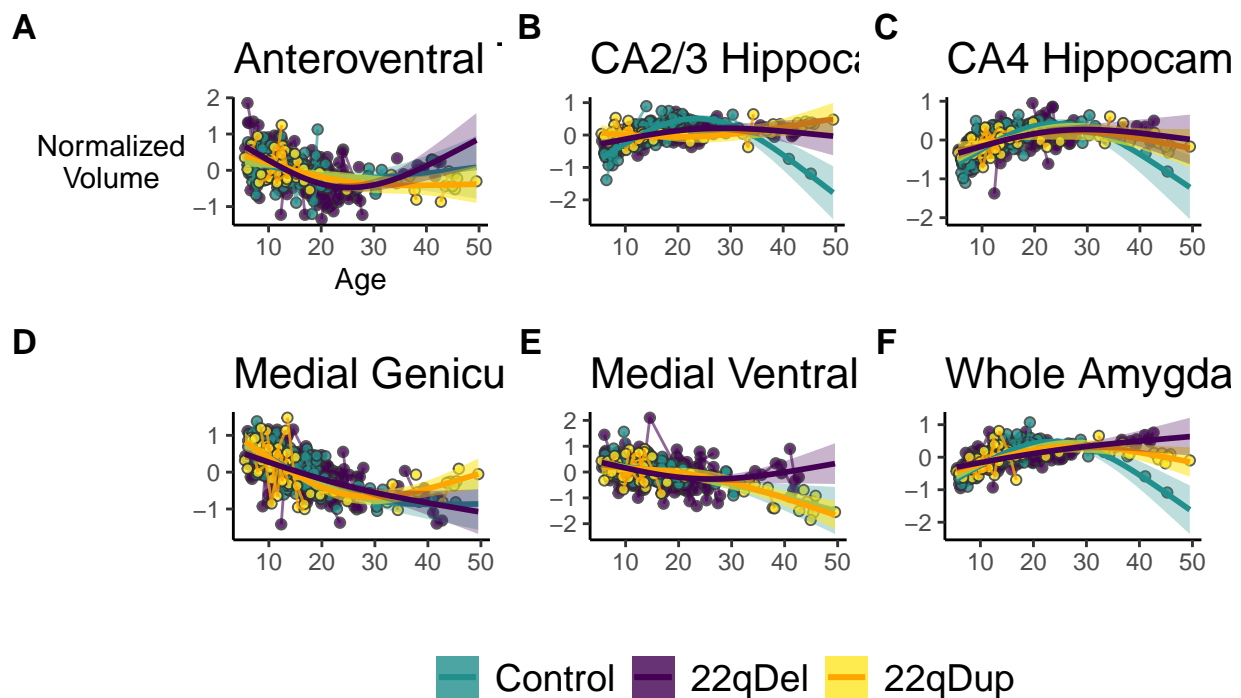 A
Anteroventral
B
CA2/3 Hippoca
C
CA4 Hippocam
Normalized
Volume
2
1
0
−1
10 20 30 40 50
Age
1
0
−1
−2
10 20 30 40 50
1
0
−1
−2
10 20 30 40 50
D
Medial Genicu
E
Medial Ventral
F
Whole Amygda
1
0
−1
10 20 30 40 50
2
1
0
−1
−2
10 20 30 40 50
1
0
−1
−2
10 20 30 40 50
Control 22qDel 22qDup